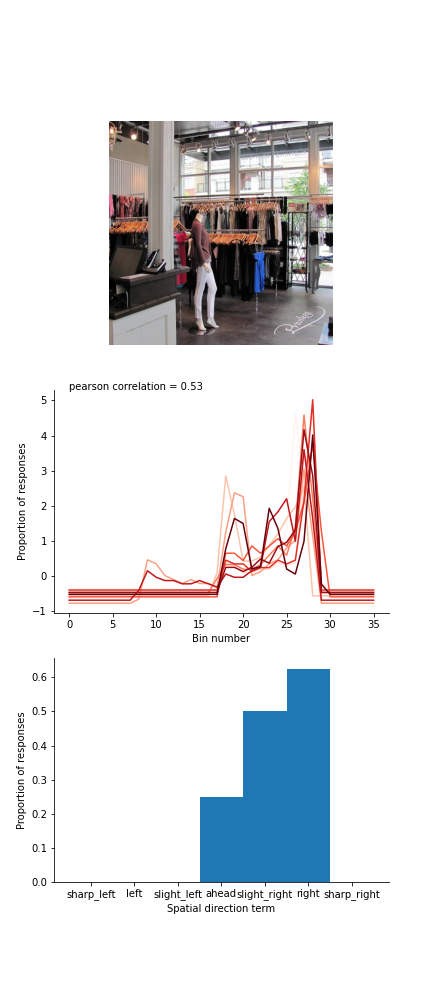 pearson correlation = 0.53
Proportion of responses
5
4
3
2
1
0
−1
0 5 10 15 20 25 30 35
Bin number
Proportion of responses
0.6
0.5
0.4
0.3
0.2
0.1
0.0
sharp_left left slight_left ahead slight_right right sharp_right
Spatial direction term